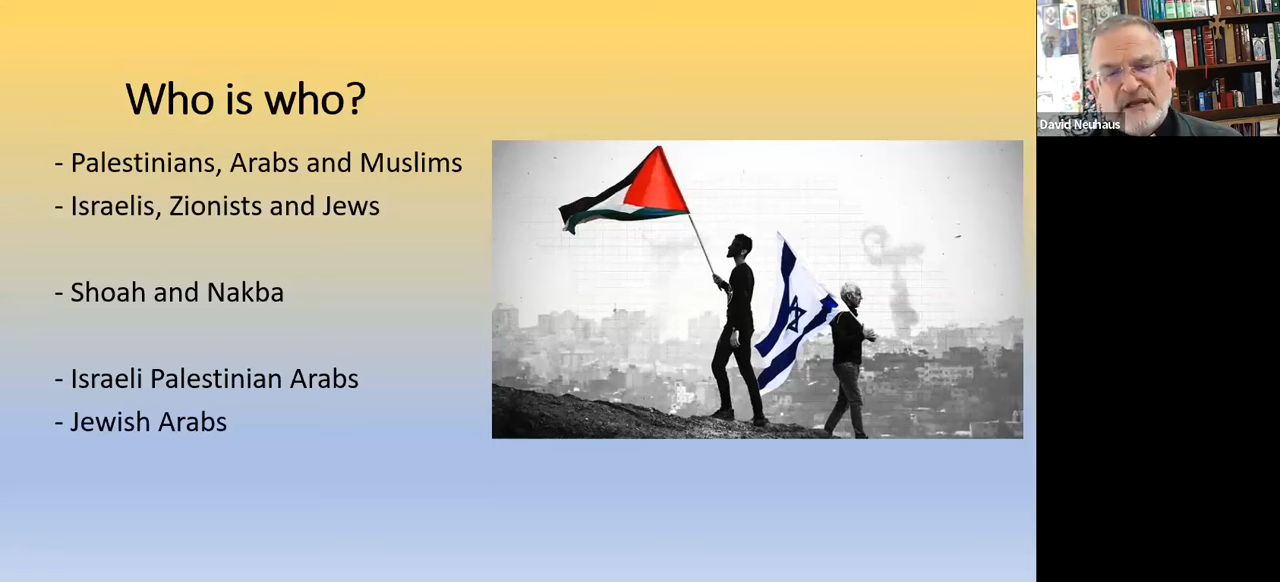 Who is who?
- Palestinians, Arabs and Muslims
- Israelis, Zionists and Jews
- Shoah and Nakba
- Israeli Palestinian Arabs
- Jewish Arabs
David Neuhaus